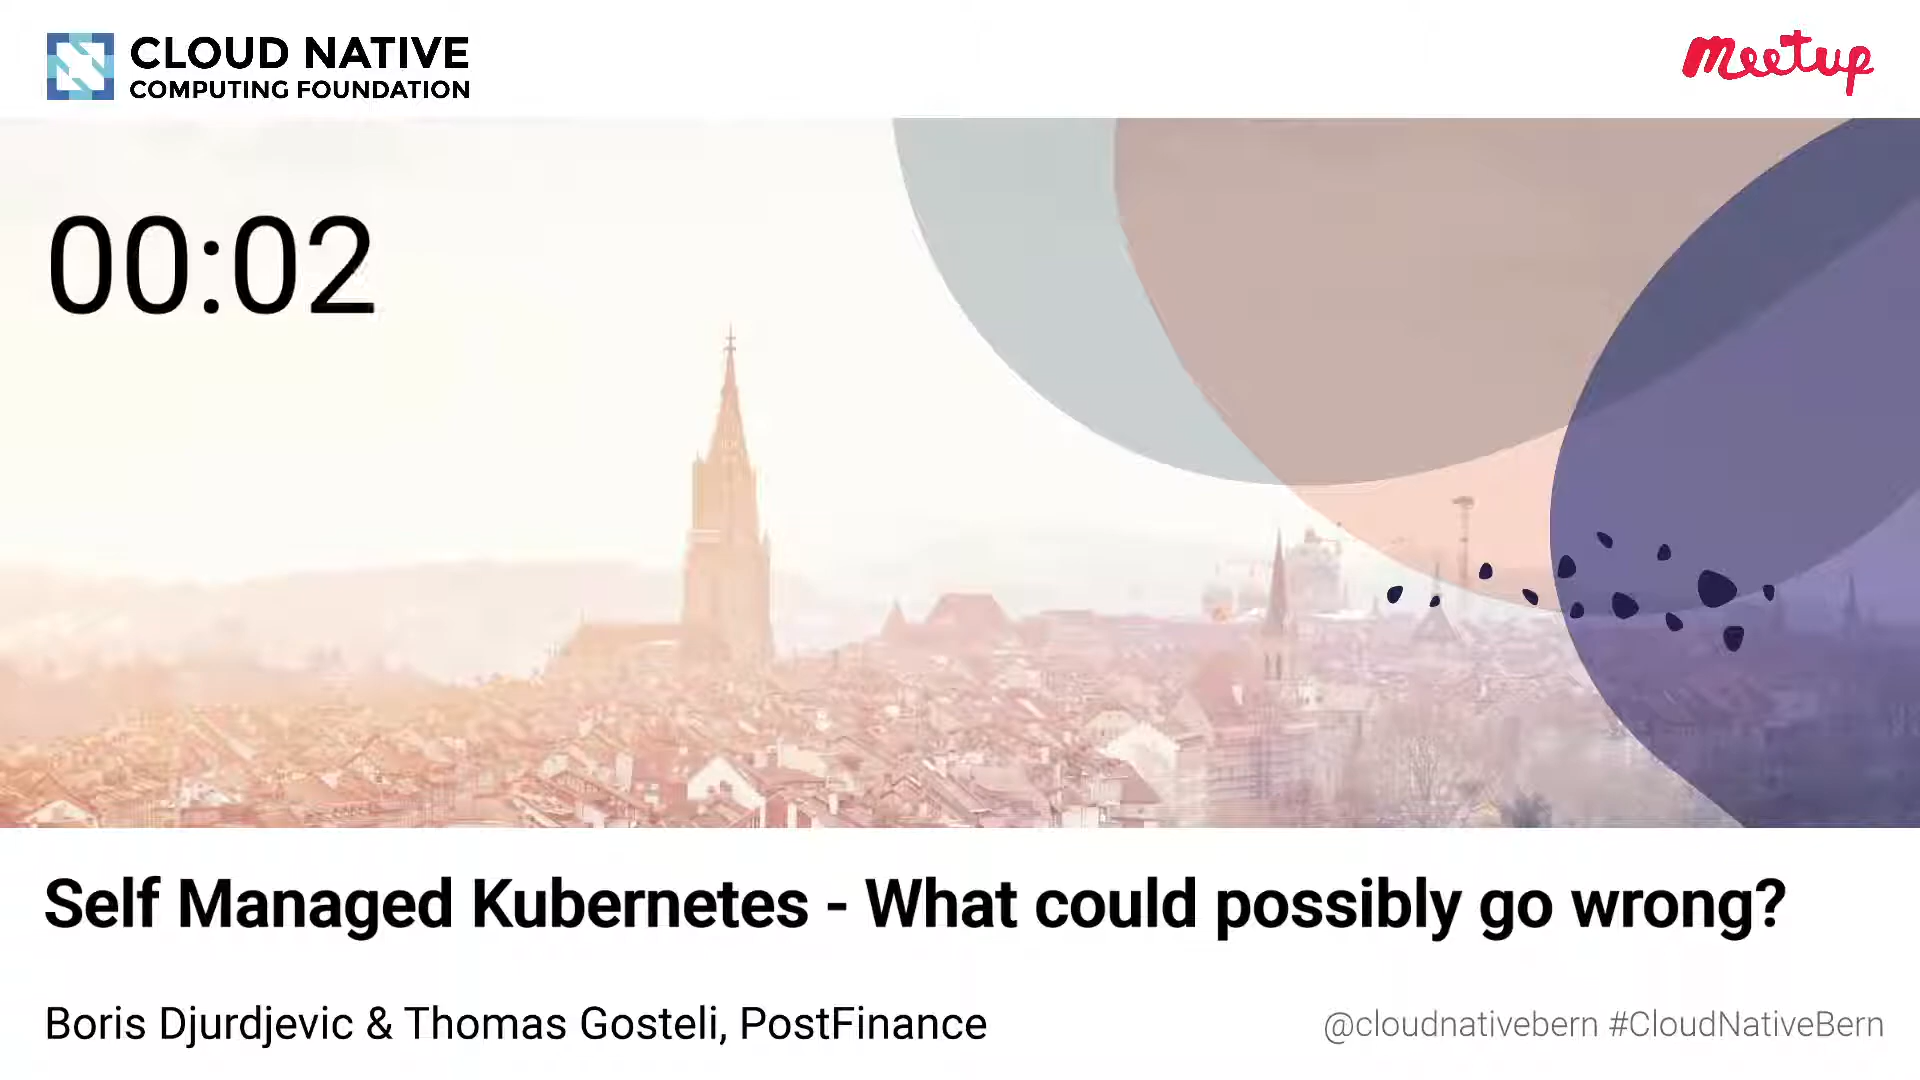 CLOUD NATIVE
COMPUTING FOUNDATION
Meetup
00:02
Self Managed Kubernetes - What could possibly go wrong?
Boris Djurdjevic & Thomas Gosteli, PostFinance
@cloudnativebern #CloudNativeBern